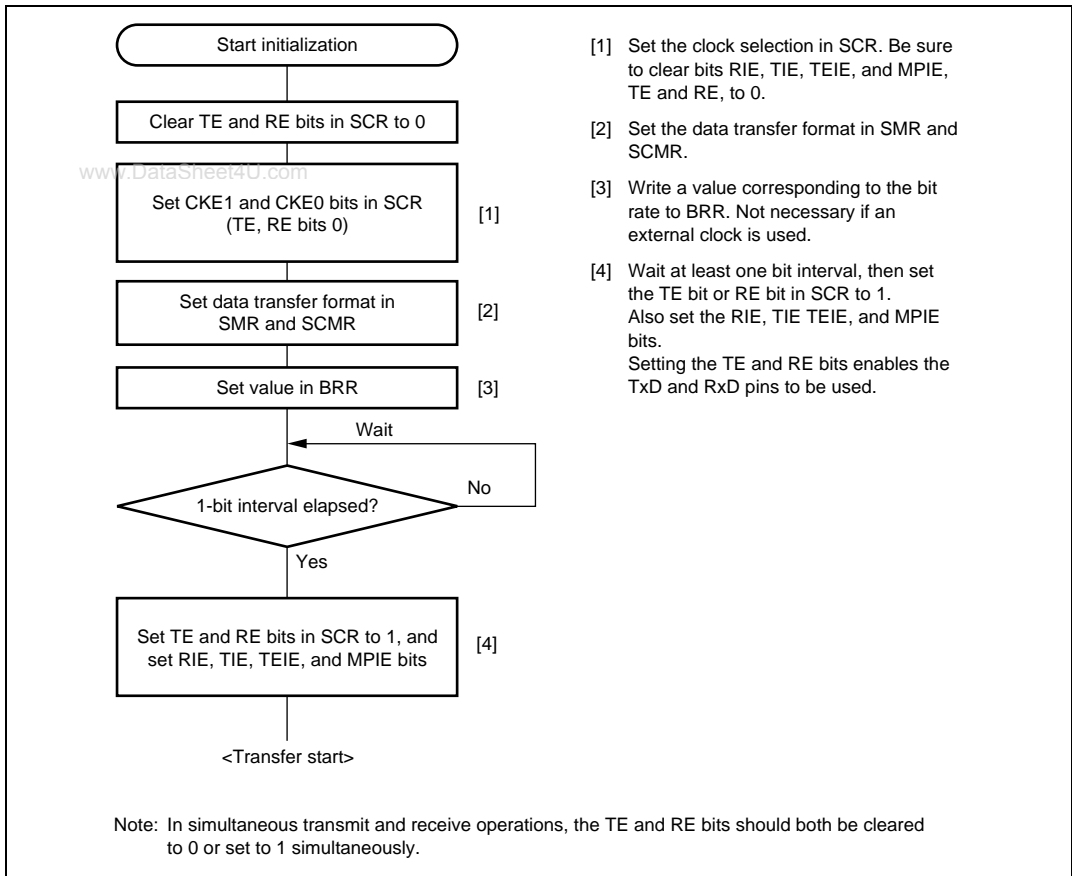 Start initialization
Clear TE and RE bits in SCR to 0
www.DataSheet4U.com
Set CKE1 and CKE0 bits in SCR
(TE, RE bits 0)
[1]
Set data transfer format in
SMR and SCMR
[2]
Set value in BRR
[3]
Wait
No
1-bit interval elapsed?
Yes
Set TE and RE bits in SCR to 1, and
set RIE, TIE, TEIE, and MPIE bits
[4]
<Transfer start>
[1] Set the clock selection in SCR. Be sure
to clear bits RIE, TIE, TEIE, and MPIE,
TE and RE, to 0.
[2] Set the data transfer format in SMR and
SCMR.
[3] Write a value corresponding to the bit
rate to BRR. Not necessary if an
external clock is used.
[4] Wait at least one bit interval, then set
the TE bit or RE bit in SCR to 1.
Also set the RIE, TIE TEIE, and MPIE
bits.
Setting the TE and RE bits enables the
TxD and RxD pins to be used.
Note: In simultaneous transmit and receive operations, the TE and RE bits should both be cleared
to 0 or set to 1 simultaneously.